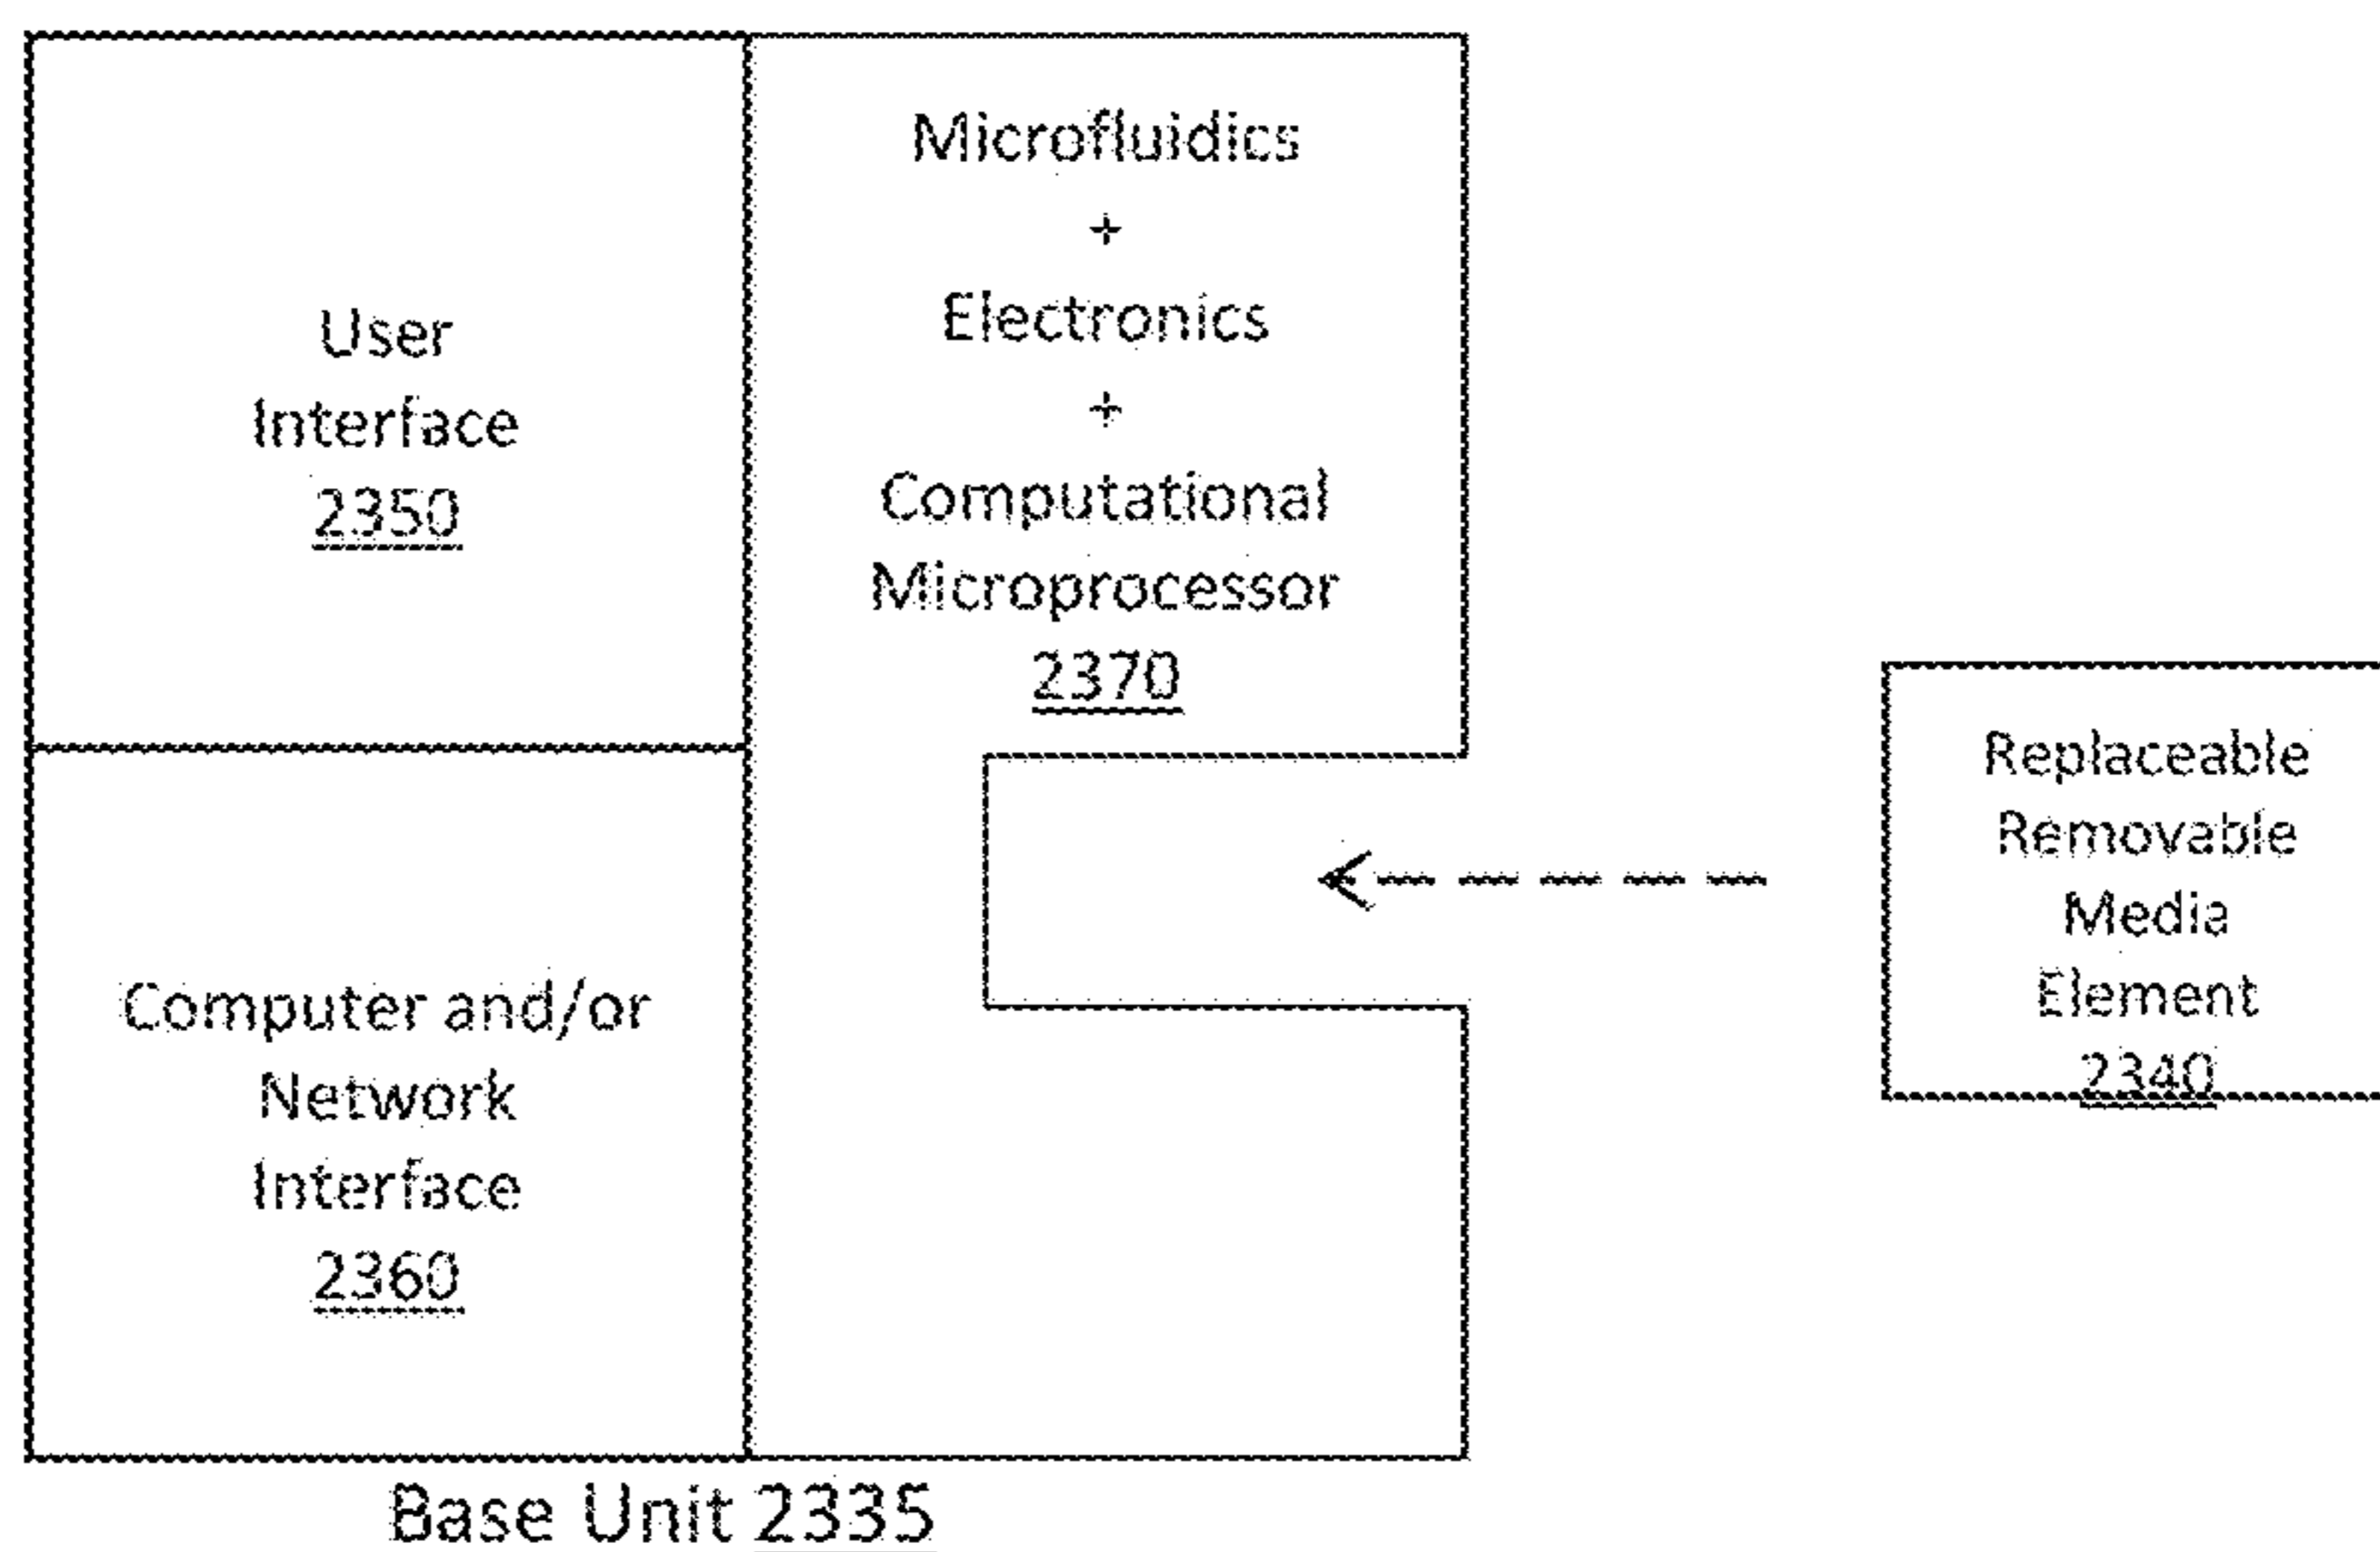 User
Interface
2350
Microfluidics
+
Electronics
+
Computational
Microprocessor
2370
Computer and/or
Network
Interface
2360
Replaceable
Removable
Media
Element
2340
Base Unit 2335